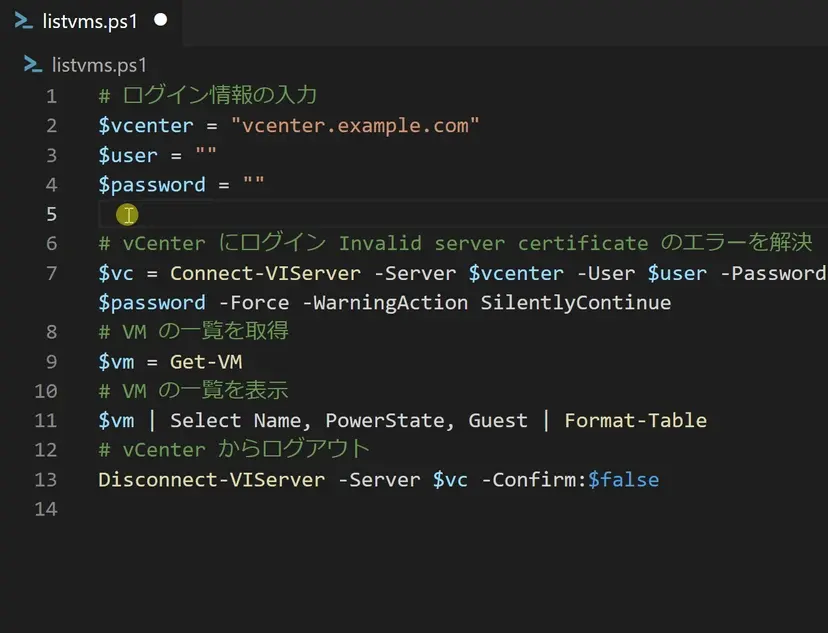 listvms.ps1
listvms.ps1
1 # ログイン情報の入力
2 $vcenter = "vcenter.example.com"
3 $user = ""
4 $password = ""
5
6 # vCenter にログイン Invalid server certificate のエラーを解決
7 $vc = Connect-VIServer -Server $vcenter -User $user -Password
$password -Force -WarningAction SilentlyContinue
8 # VM の一覧を取得
9 $vm = Get-VM
10 # VM の一覧を表示
11 $vm | Select Name, PowerState, Guest | Format-Table
12 # vCenter からログアウト
13 Disconnect-VIServer -Server $vc -Confirm:$false
14